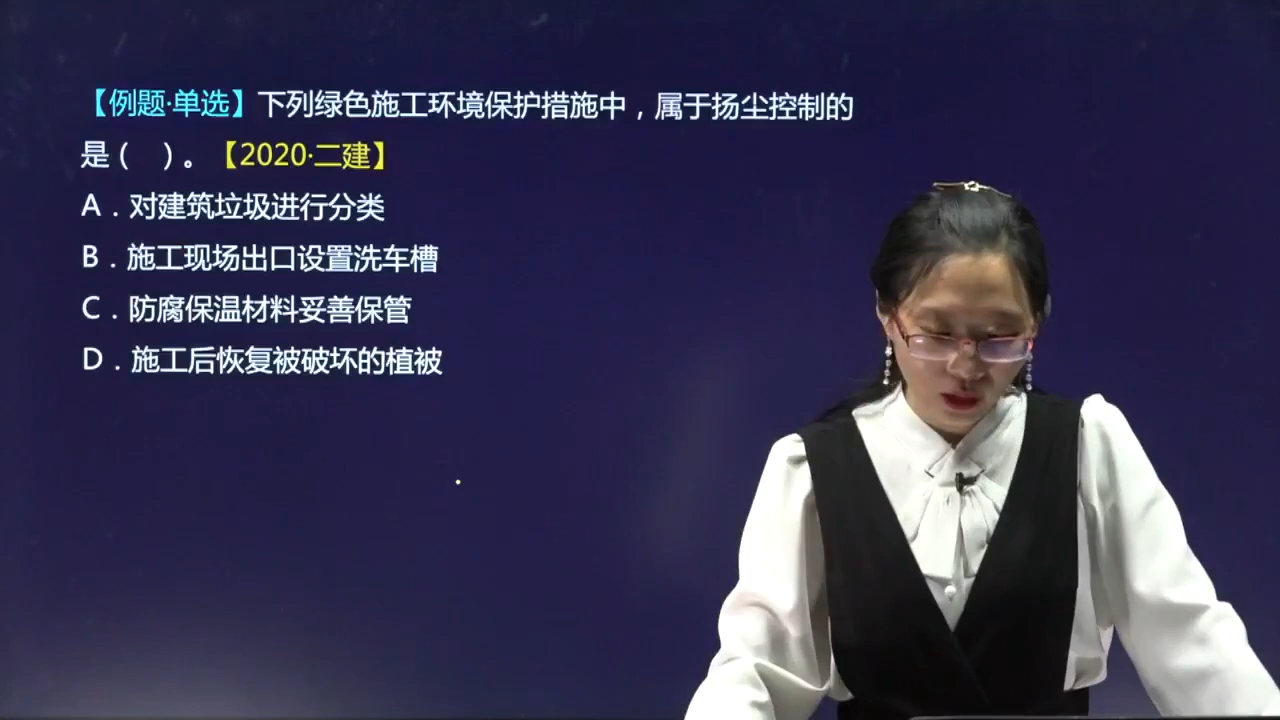 【例题·单选】下列绿色施工环境保护措施中，属于扬尘控制的
是（ ）。【2020·二建】
A．对建筑垃圾进行分类
B．施工现场出口设置洗车槽
C．防腐保温材料妥善保管
D．施工后恢复被破坏的植被